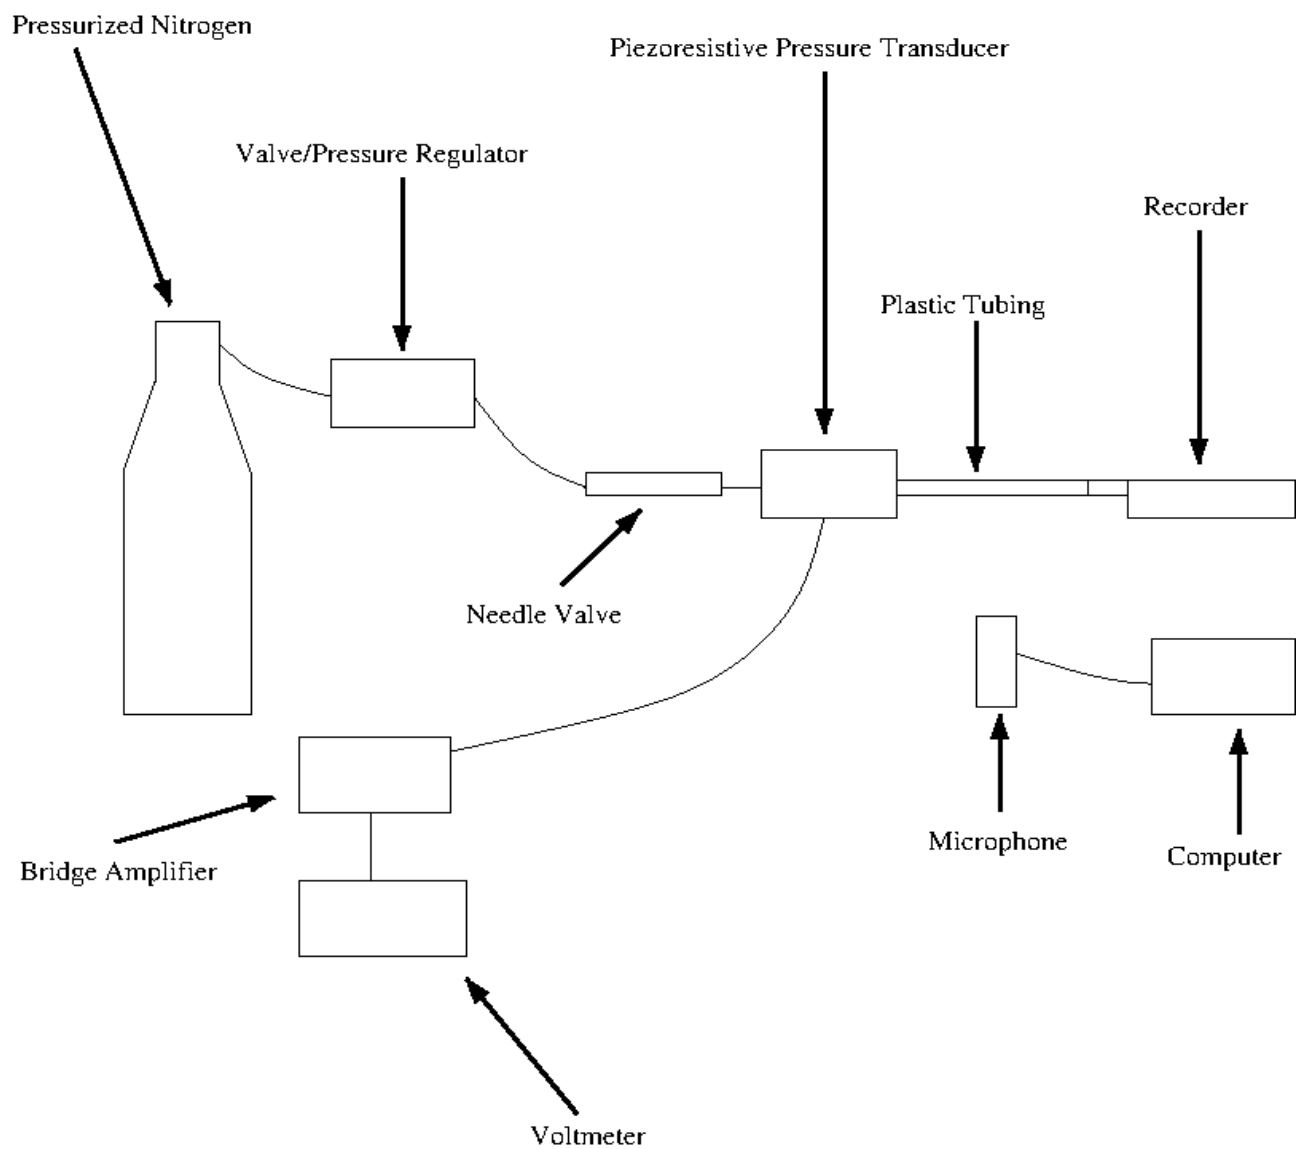 Pressurized Nitrogen
Piezoresistive Pressure Transducer
Valve/Pressure Regulator
Recorder
Plastic Tubing
Needle Valve
Microphone
Computer
Bridge Amplifier
Voltmeter